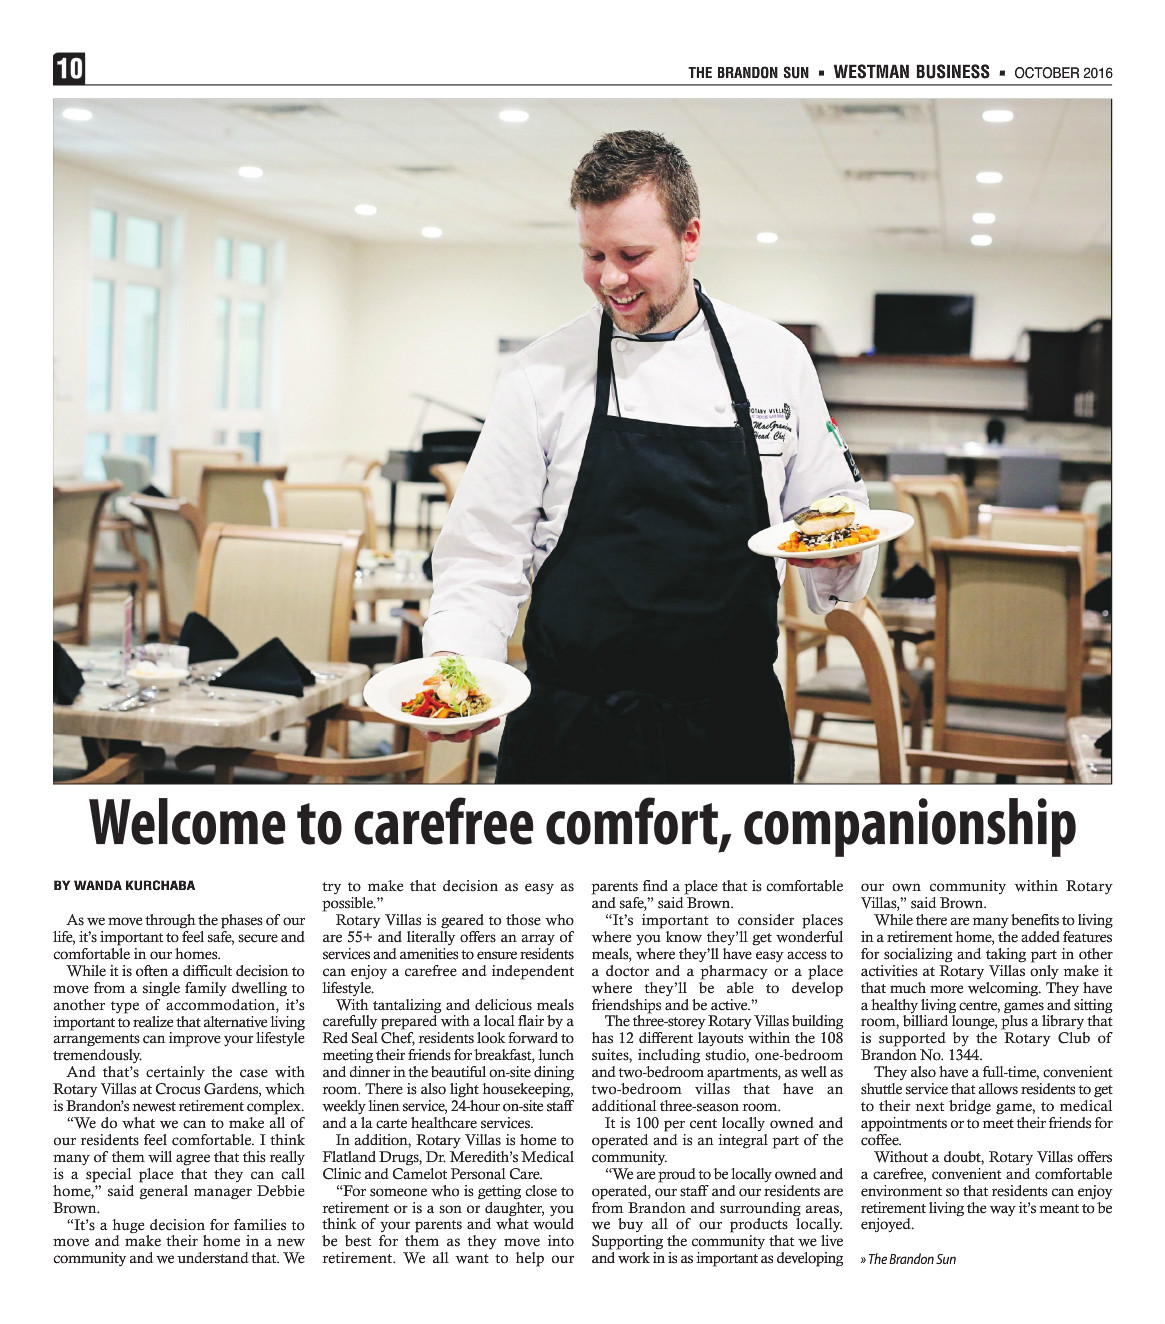 10
THE BRANDON SUN ▪ WESTMAN BUSINESS ▪ OCTOBER 2016
ROTARY VILLAS
MacGra
Head Chef
Welcome to carefree comfort, companionship
BY WANDA KURCHABA
As we move through the phases of our
life, it’s important to feel safe, secure and
comfortable in our homes.
While it is often a difficult decision to
move from a single family dwelling to
another type of accommodation, it’s
important to realize that alternative living
arrangements can improve your lifestyle
tremendously.
And that’s certainly the case with
Rotary Villas at Crocus Gardens, which
is Brandon’s newest retirement complex.
“We do what we can to make all of
our residents feel comfortable. I think
many of them will agree that this really
is a special place that they can call
home,” said general manager Debbie
Brown.
“It’s a huge decision for families to
move and make their home in a new
community and we understand that. We
try to make that decision as easy as
possible.”
Rotary Villas is geared to those who
are 55+ and literally offers an array of
services and amenities to ensure residents
can enjoy a carefree and independent
lifestyle.
With tantalizing and delicious meals
carefully prepared with a local flair by a
Red Seal Chef, residents look forward to
meeting their friends for breakfast, lunch
and dinner in the beautiful on-site dining
room. There is also light housekeeping,
weekly linen service, 24-hour on-site staff
and a la carte healthcare services.
In addition, Rotary Villas is home to
Flatland Drugs, Dr. Meredith’s Medical
Clinic and Camelot Personal Care.
“For someone who is getting close to
retirement or is a son or daughter, you
think of your parents and what would
be best for them as they move into
retirement. We all want to help our
parents find a place that is comfortable
and safe,” said Brown.
“It’s important to consider places
where you know they’ll get wonderful
meals, where they’ll have easy access to
a doctor and a pharmacy or a place
where they’ll be able to develop
friendships and be active.”
The three-storey Rotary Villas building
has 12 different layouts within the 108
suites, including studio, one-bedroom
and two-bedroom apartments, as well as
two-bedroom villas that have an
additional three-season room.
It is 100 per cent locally owned and
operated and is an integral part of the
community.
“We are proud to be locally owned and
operated, our staff and our residents are
from Brandon and surrounding areas,
we buy all of our products locally.
Supporting the community that we live
and work in is as important as developing
our own community within Rotary
Villas,” said Brown.
While there are many benefits to living
in a retirement home, the added features
for socializing and taking part in other
activities at Rotary Villas only make it
that much more welcoming. They have
a healthy living centre, games and sitting
room, billiard lounge, plus a library that
is supported by the Rotary Club of
Brandon No. 1344.
They also have a full-time, convenient
shuttle service that allows residents to get
to their next bridge game, to medical
appointments or to meet their friends for
coffee.
Without a doubt, Rotary Villas offers
a carefree, convenient and comfortable
environment so that residents can enjoy
retirement living the way it’s meant to be
enjoyed.
» The Brandon Sun